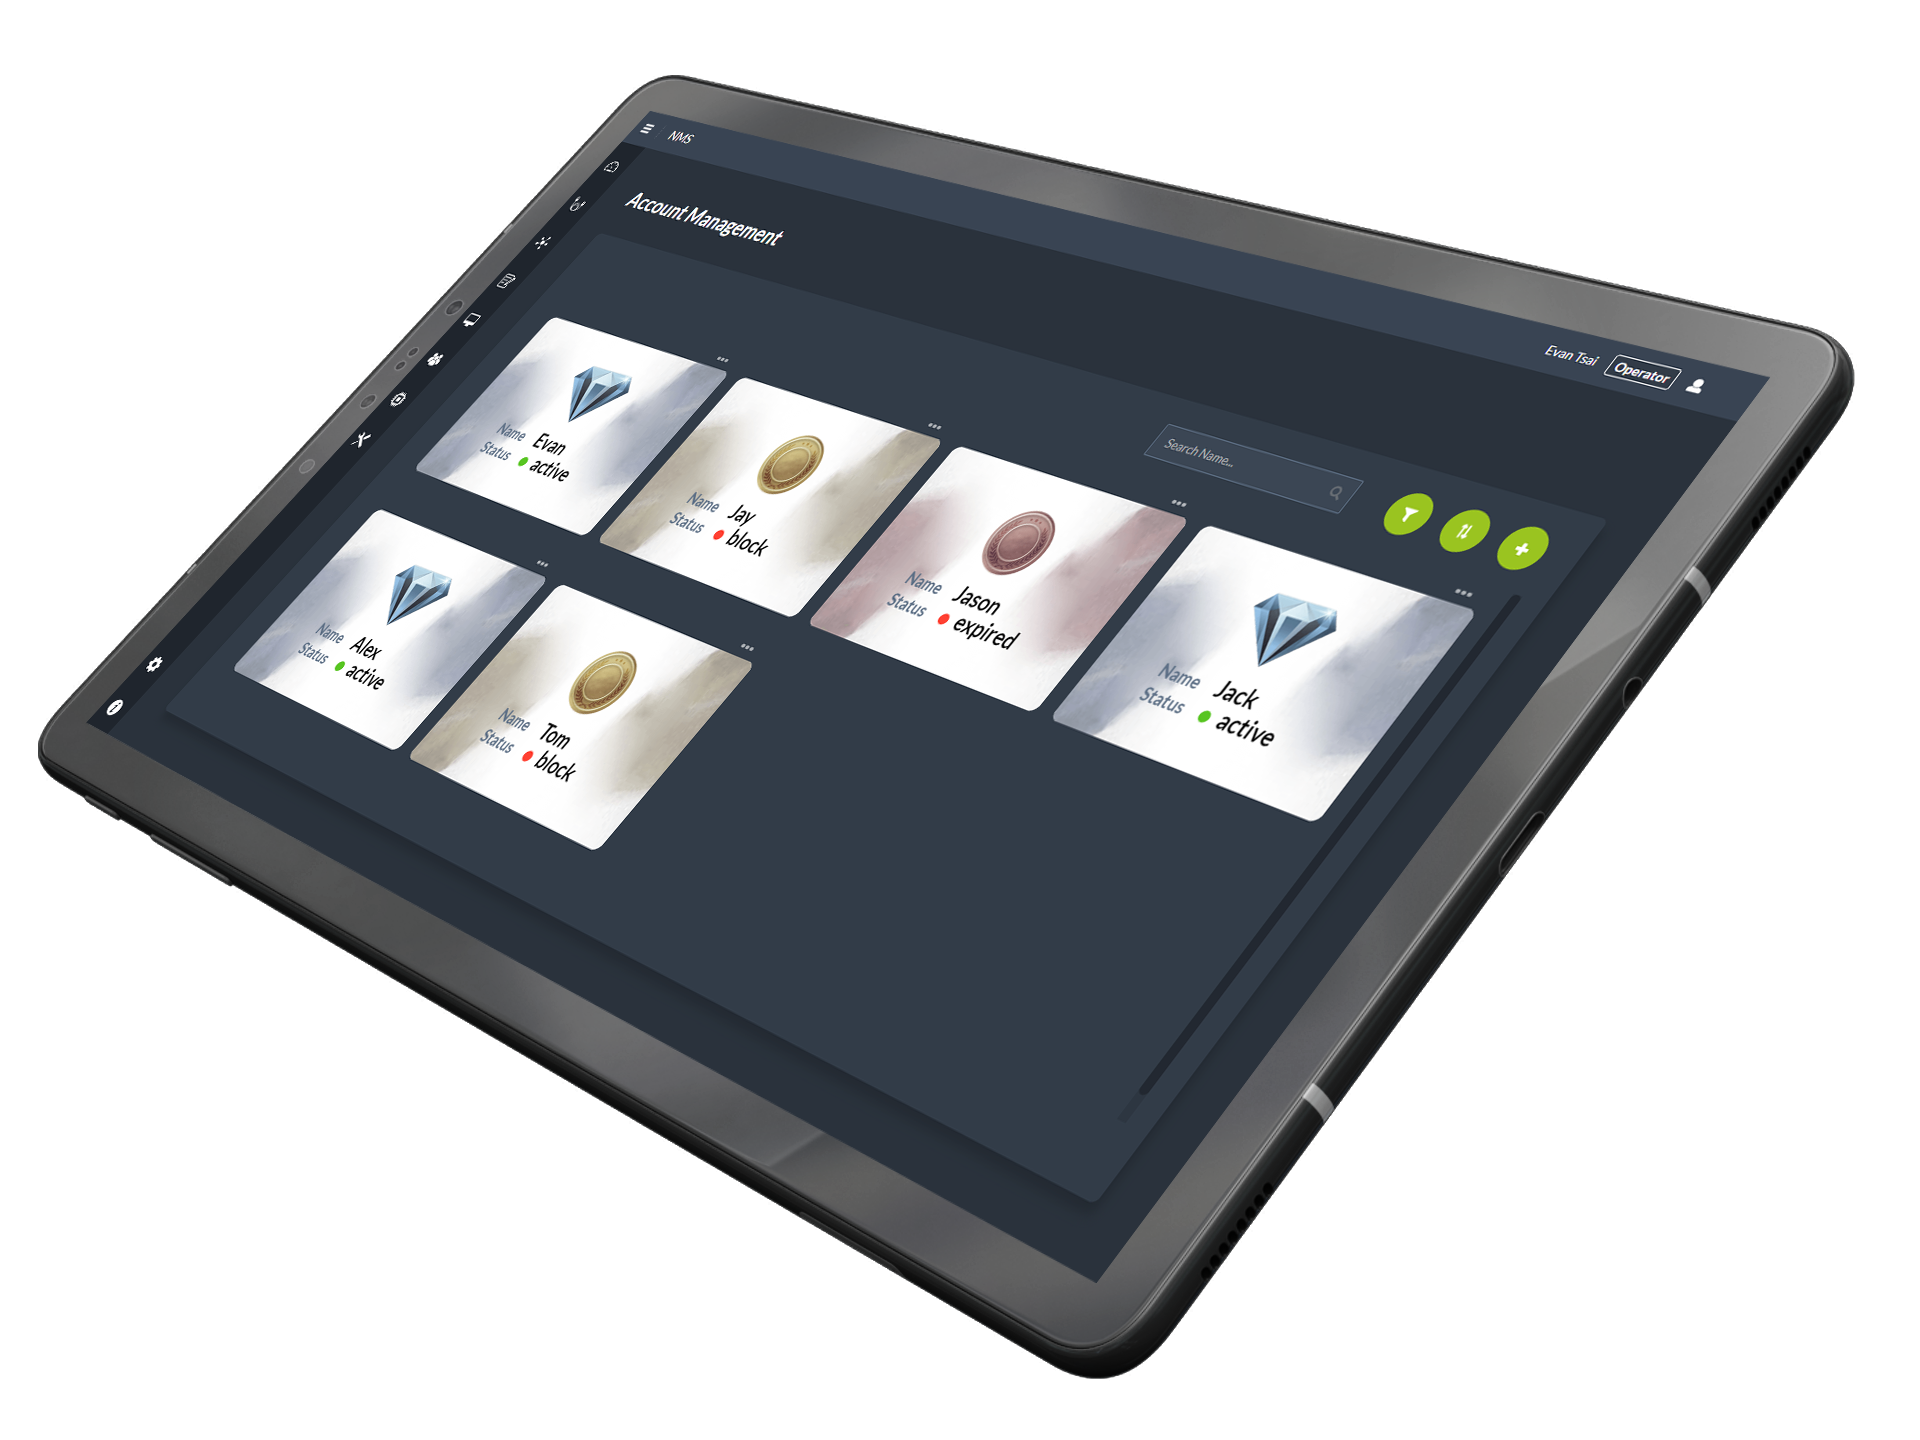 NMS
Evan Tsai Operator
Account Management
Search Name...
Name Evan
Status active
Name Jay
Status block
Name Jason
Status expired
Name Jack
Status active
Name Alex
Status active
Name Tom
Status block